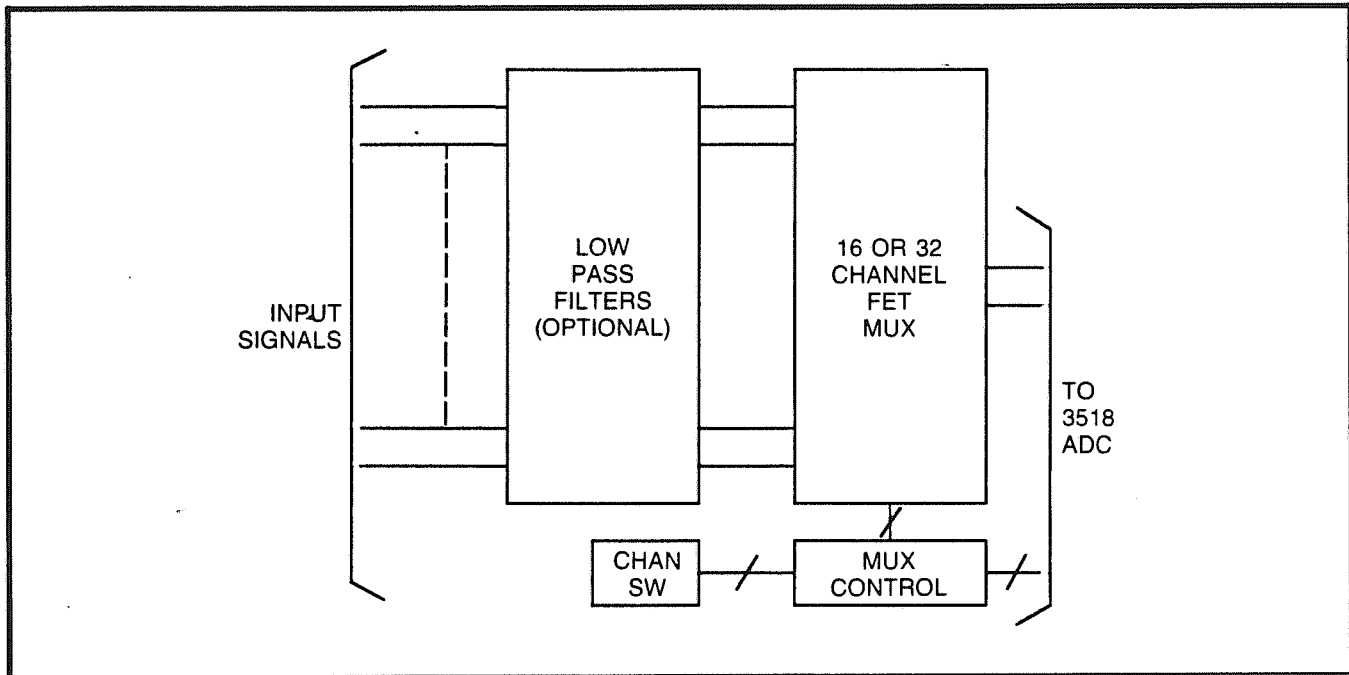 INPUT
SIGNALS
LOW
PASS
FILTERS
(OPTIONAL)
16 OR 32
CHANNEL
FET
MUX
TO
3518
ADC
CHAN
SW
MUX
CONTROL